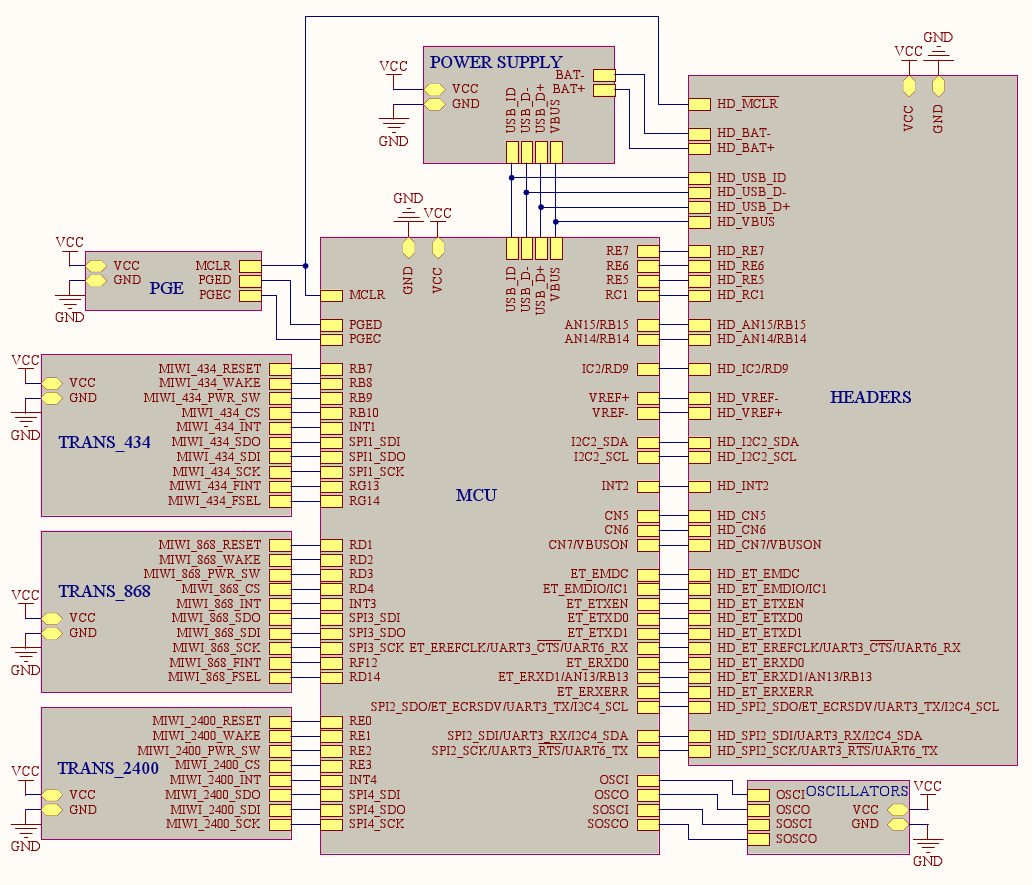 VCC
GND
POWER SUPPLY
VCC
GND
BAT-
BAT+
USB_ID
USB_D-
USB_D+
VBUS
VCC
GND
VCC
GND
HD_MCLR
HD_BAT-
HD_BAT+
HD_USB_ID
HD_USB_D-
HD_USB_D+
HD_VBUS
HD_RE7
HD_RE6
HD_RE5
HD_RC1
HD_AN15/RB15
HD_AN14/RB14
HD_IC2/RD9
HEADERS
HD_VREF-
HD_VREF+
HD_I2C2_SDA
HD_I2C2_SCL
HD_INT2
HD_CN5
HD_CN6
HD_CN7/VBUSON
HD_ET_EMDC
HD_ET_EMDIO/IC1
HD_ET_ETXEN
HD_ET_ETXD0
HD_ET_ETXD1
HD_ET_EREFCLK/UART3_CTS/UART6_RX
HD_ET_ERXD0
HD_ET_ERXD1/AN13/RB13
HD_ET_ERXERR
HD_SPI2_SDO/ET_ECRSDV/UART3_TX/I2C4_SCL
HD_SPI2_SDI/UART3_RX/I2C4_SDA
HD_SPI2_SCK/UART3_RTS/UART6_TX
VCC
GND
VCC
GND
PGE
MCLR
PGED
PGEC
GND
VCC
GND
VCC
USB_ID
USB_D-
USB_D+
VBUS
MCLR
PGED
PGEC
RB7
RB8
RB9
RB10
INT1
SPI1_SDI
SPI1_SDO
SPI1_SCK
RG13
RG14
RD1
RD2
RD3
RD4
INT3
SPI3_SDI
SPI3_SDO
SPI3_SCK
RF12
RD14
RE0
RE1
RE2
RE3
INT4
SPI4_SDI
SPI4_SDO
SPI4_SCK
MCU
RE7
RE6
RE5
RC1
AN15/RB15
AN14/RB14
IC2/RD9
VREF+
VREF-
I2C2_SDA
I2C2_SCL
INT2
CN5
CN6
CN7/VBUSON
ET_EMDC
ET_EMDIO/IC1
ET_ETXEN
ET_ETXD0
ET_ETXD1
ET_EREFCLK/UART3_CTS/UART6_RX
ET_ERXD0
ET_ERXD1/AN13/RB13
ET_ERXERR
SPI2_SDO/ET_ECRSDV/UART3_TX/I2C4_SCL
SPI2_SDI/UART3_RX/I2C4_SDA
SPI2_SCK/UART3_RTS/UART6_TX
OSCI
OSCO
SOSCI
SOSCO
VCC
GND
VCC
GND
TRANS_434
MIWI_434_RESET
MIWI_434_WAKE
MIWI_434_PWR_SW
MIWI_434_CS
MIWI_434_INT
MIWI_434_SDO
MIWI_434_SDI
MIWI_434_SCK
MIWI_434_FINT
MIWI_434_FSEL
VCC
GND
VCC
GND
TRANS_868
MIWI_868_RESET
MIWI_868_WAKE
MIWI_868_PWR_SW
MIWI_868_CS
MIWI_868_INT
MIWI_868_SDO
MIWI_868_SDI
MIWI_868_SCK
MIWI_868_FINT
MIWI_868_FSEL
VCC
GND
VCC
GND
TRANS_2400
MIWI_2400_RESET
MIWI_2400_WAKE
MIWI_2400_PWR_SW
MIWI_2400_CS
MIWI_2400_INT
MIWI_2400_SDO
MIWI_2400_SDI
MIWI_2400_SCK
OSCILLATORS
OSCI
OSCO
SOSCI
SOSCO
VCC
GND
VCC
GND